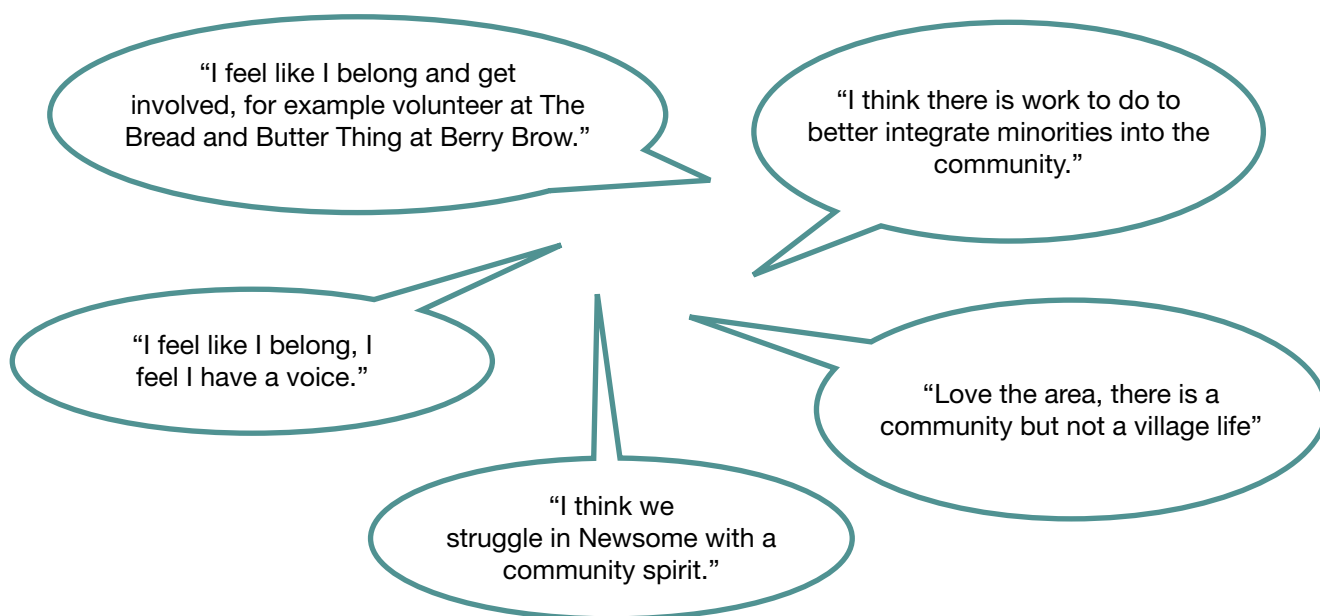 “I feel like I belong and get
involved, for example volunteer at The
Bread and Butter Thing at Berry Brow.”
“I think there is work to do to
better integrate minorities into the
community.”
“I feel like I belong, I
feel I have a voice.”
“Love the area, there is a
community but not a village life”
“I think we
struggle in Newsome with a
community spirit.”